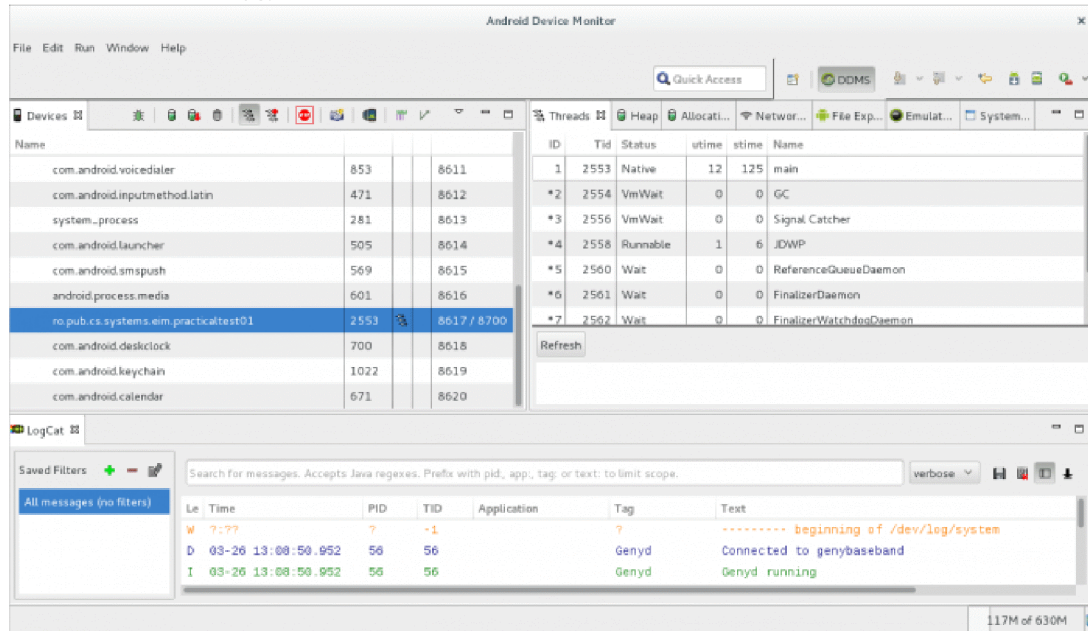 Android Device Monitor
File Edit Run Window Help
Quick Access DDMS
Devices
Name
com.android.voicedialer 853 8611
com.android.inputmethod.latin 471 8612
system_process 281 8613
com.android.launcher 505 8614
com.android.smspush 569 8615
android.process.media 601 8616
ro.pub.cs.systems.eim.practicaltest01 2553 8617 / 8700
com.android.deskclock 700 8618
com.android.keychain 1022 8619
com.android.calendar 671 8620
Threads Heap Allocati... Networ... File Exp... Emulat... System...
ID Tid Status utime stime Name
1 2553 Native 12 125 main
*2 2554 VmWait 0 0 GC
*3 2556 VmWait 0 0 Signal Catcher
*4 2558 Runnable 1 6 JDWP
*5 2560 Wait 0 0 ReferenceQueueDaemon
*6 2561 Wait 0 0 FinalizerDaemon
*7 2562 Wait 0 0 FinalizerWatchdogDaemon
Refresh
LogCat
Saved Filters
All messages (no filters)
Search for messages. Accepts Java regexes. Prefix with pid:, app:, tag: or text: to limit scope. verbose
Le Time PID TID Application Tag Text
W ?:?? ? -1 ? --------- beginning of /dev/log/system
D 03-26 13:08:50.952 56 56 Genyd Connected to genybaseband
I 03-26 13:08:50.952 56 56 Genyd Genyd running
117M of 630M